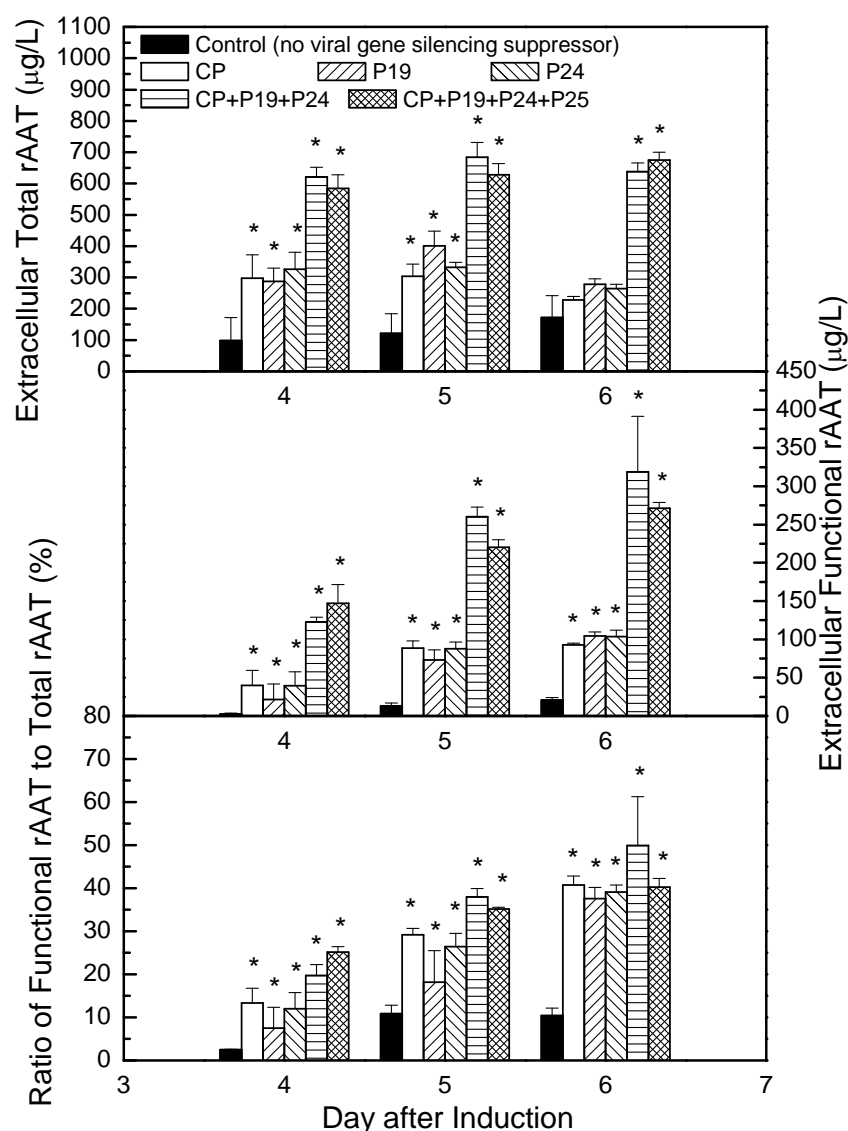 Extracellular Total rAAT (µg/L)
1100
1000
900
800
700
600
500
400
300
200
100
0
Control (no viral gene silencing suppressor)
CP P19 P24
CP+P19+P24 CP+P19+P24+P25
* * * * *
* * * * *
* *
4 5 6
Extracellular Functional rAAT (µg/L)
450
400
350
300
250
200
150
100
50
0
* * * * *
* * * * *
* * * * *
4 5 6
Ratio of Functional rAAT to Total rAAT (%)
80
70
60
50
40
30
20
10
0
* * * * *
* * * * *
* * * * *
3 4 5 6 7
Day after Induction